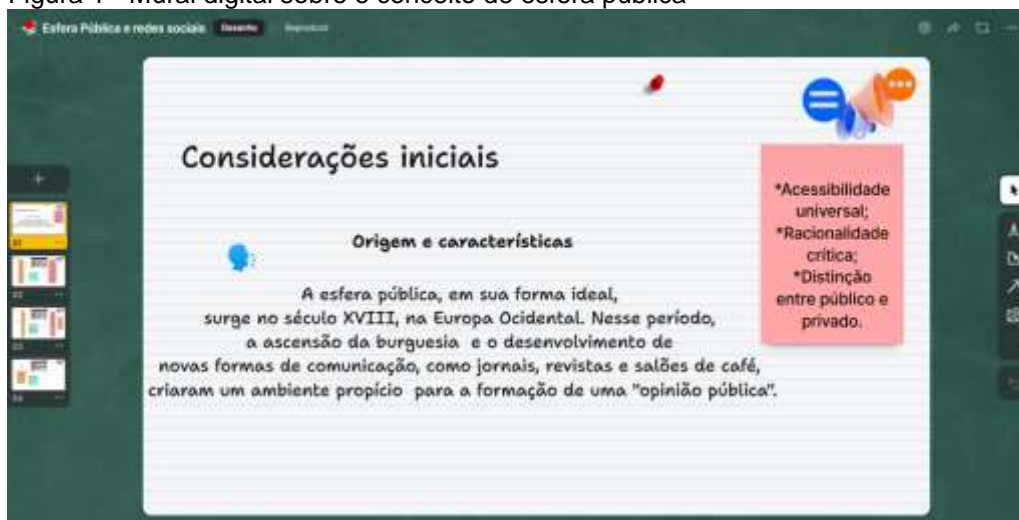 Figura 1 - Mural digital sobre o conceito de esfera pública
Esfera Pública e redes sociais
Desenho
Reproduzir
Considerações iniciais
Origem e características
A esfera pública, em sua forma ideal,
surge no século XVIII, na Europa Ocidental. Nesse período,
a ascensão da burguesia e o desenvolvimento de
novas formas de comunicação, como jornais, revistas e salões de café,
criaram um ambiente propício para a formação de uma "opinião pública".
*Acessibilidade
universal;
*Racionalidade
crítica;
*Distinção
entre público e
privado.